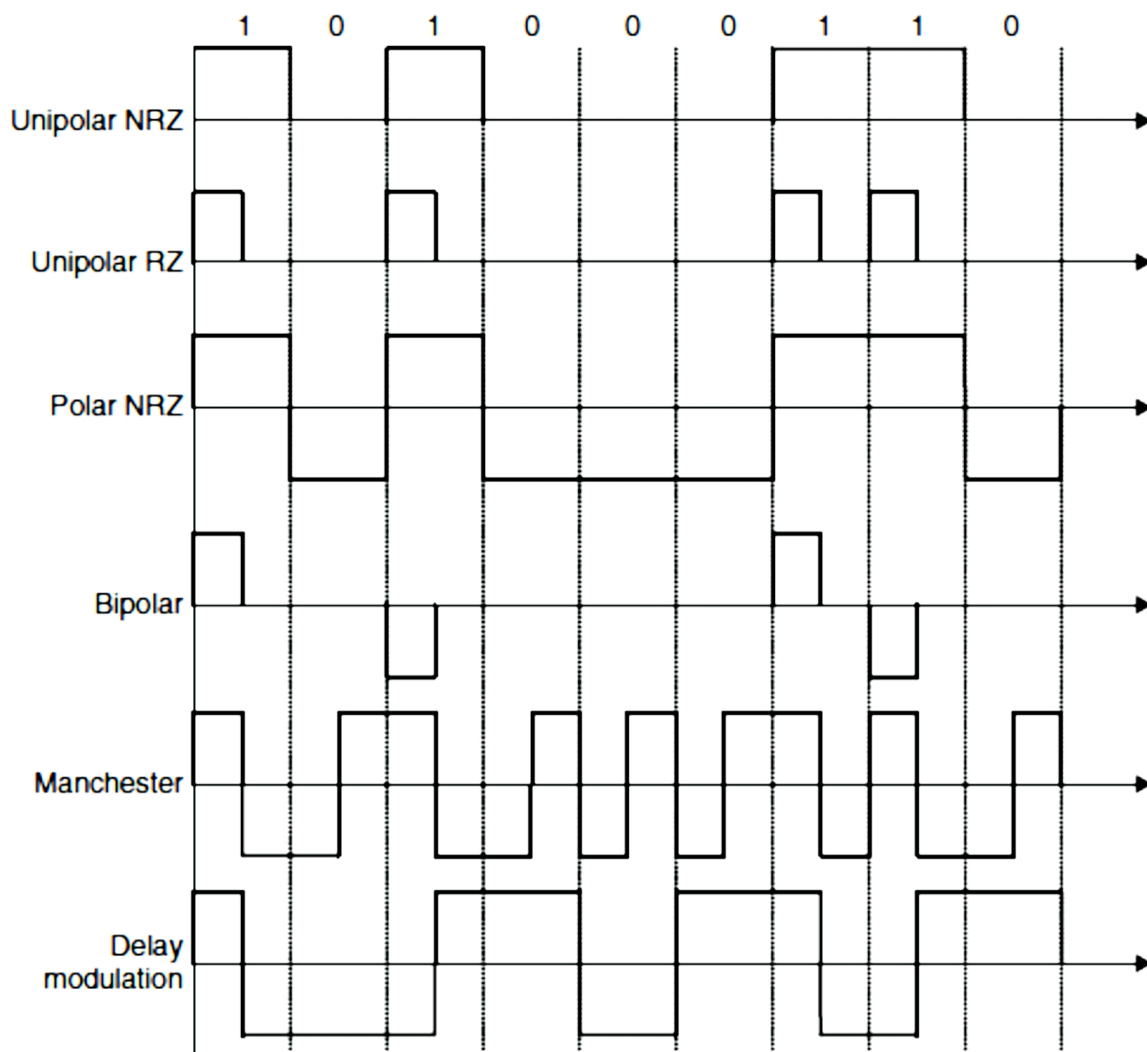 1 0 1 0 0 0 1 1 0
Unipolar NRZ
Unipolar RZ
Polar NRZ
Bipolar
Manchester
Delay
modulation